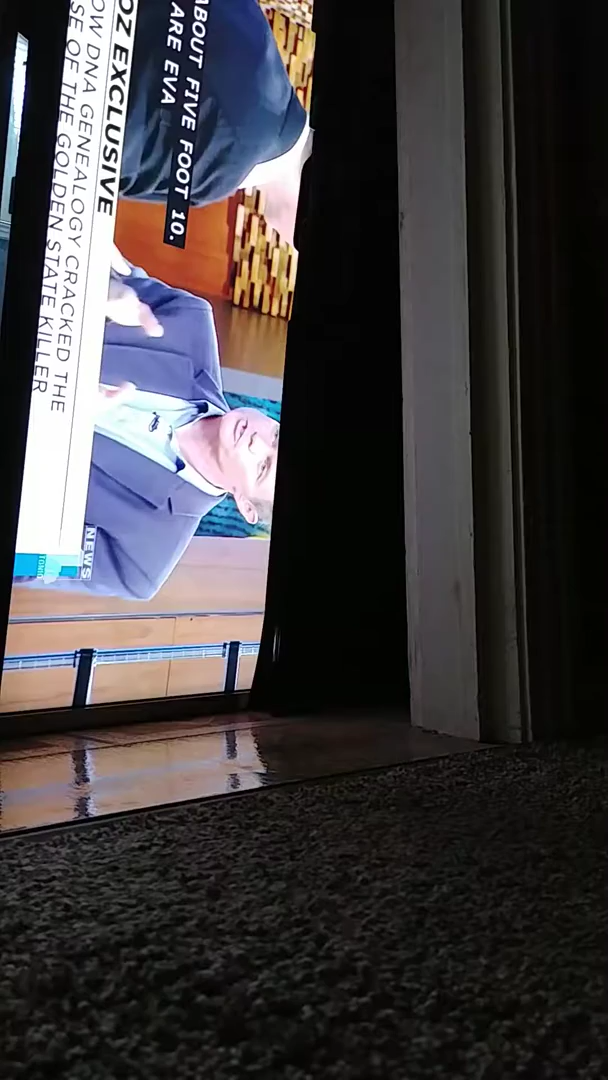 ABOUT FIVE FOOT 10.
ARE EVA
OZ EXCLUSIVE
OW DNA GENEALOGY CRACKED THE
SE OF THE GOLDEN STATE KILLER
NEWS